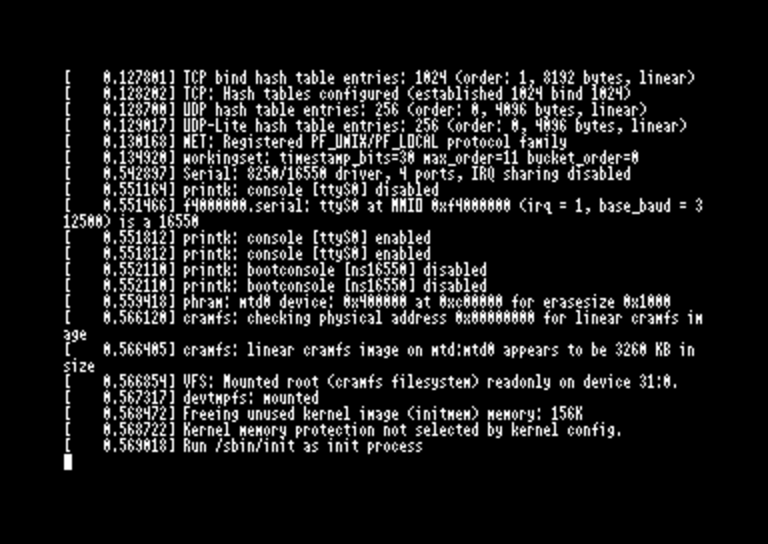 [    0.127801] TCP bind hash table entries: 1024 (order: 1, 8192 bytes, linear)
[    0.128202] TCP: Hash tables configured (established 1024 bind 1024)
[    0.128700] UDP hash table entries: 256 (order: 0, 4096 bytes, linear)
[    0.129017] UDP-Lite hash table entries: 256 (order: 0, 4096 bytes, linear)
[    0.130168] NET: Registered PF_UNIX/PF_LOCAL protocol family
[    0.134920] workingset: timestamp_bits=30 max_order=11 bucket_order=0
[    0.542897] Serial: 8250/16550 driver, 4 ports, IRQ sharing disabled
[    0.551164] printk: console [ttyS0] disabled
[    0.551466] f4000000.serial: ttyS0 at MMIO 0xf4000000 (irq = 1, base_baud = 3
12500) is a 16550
[    0.551812] printk: console [ttyS0] enabled
[    0.551812] printk: console [ttyS0] enabled
[    0.552110] printk: bootconsole [ns16550] disabled
[    0.552110] printk: bootconsole [ns16550] disabled
[    0.559418] phram: mtd0 device: 0x400000 at 0xc00000 for erasesize 0x1000
[    0.566120] cramfs: checking physical address 0x00000000 for linear cramfs im
age
[    0.566405] cramfs: linear cramfs image on mtd:mtd0 appears to be 3260 KB in
size
[    0.566854] VFS: Mounted root (cramfs filesystem) readonly on device 31:0.
[    0.567317] devtmpfs: mounted
[    0.568472] Freeing unused kernel image (initmem) memory: 156K
[    0.568722] Kernel memory protection not selected by kernel config.
[    0.569018] Run /sbin/init as init process